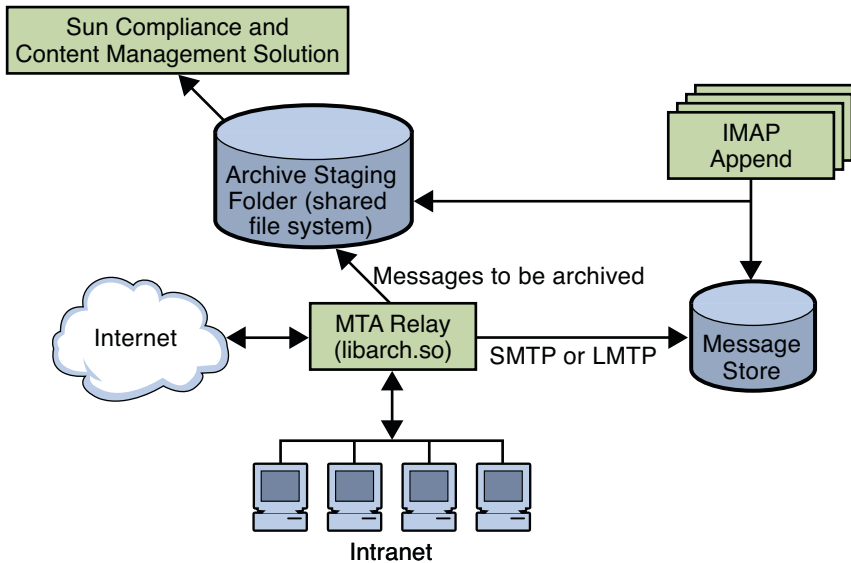 Sun Compliance and
Content Management Solution
IMAP
Append
Archive Staging
Folder (shared
file system)
Messages to be archived
Internet
MTA Relay
(libarch.so)
SMTP or LMTP
Message
Store
Intranet